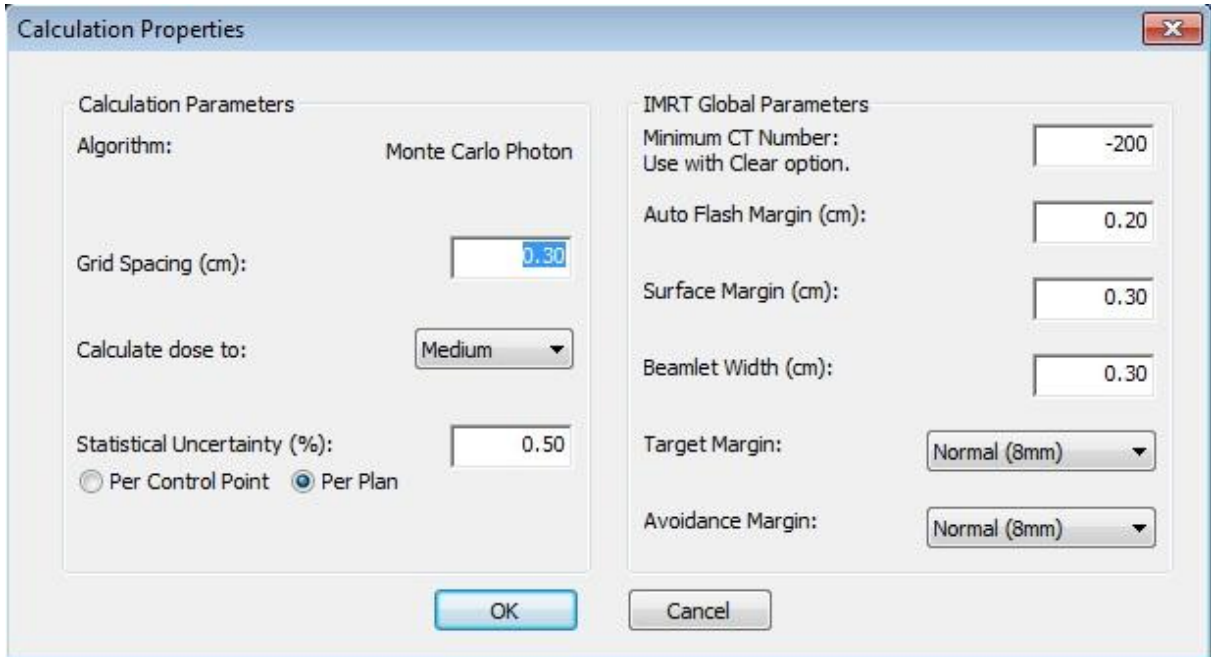 Calculation Properties
Calculation Parameters
Algorithm: Monte Carlo Photon
Grid Spacing (cm): 0.30
Calculate dose to: Medium
Statistical Uncertainty (%): 0.50
Per Control Point Per Plan
IMRT Global Parameters
Minimum CT Number: -200
Use with Clear option.
Auto Flash Margin (cm): 0.20
Surface Margin (cm): 0.30
Beamlet Width (cm): 0.30
Target Margin: Normal (8mm)
Avoidance Margin: Normal (8mm)
OK Cancel